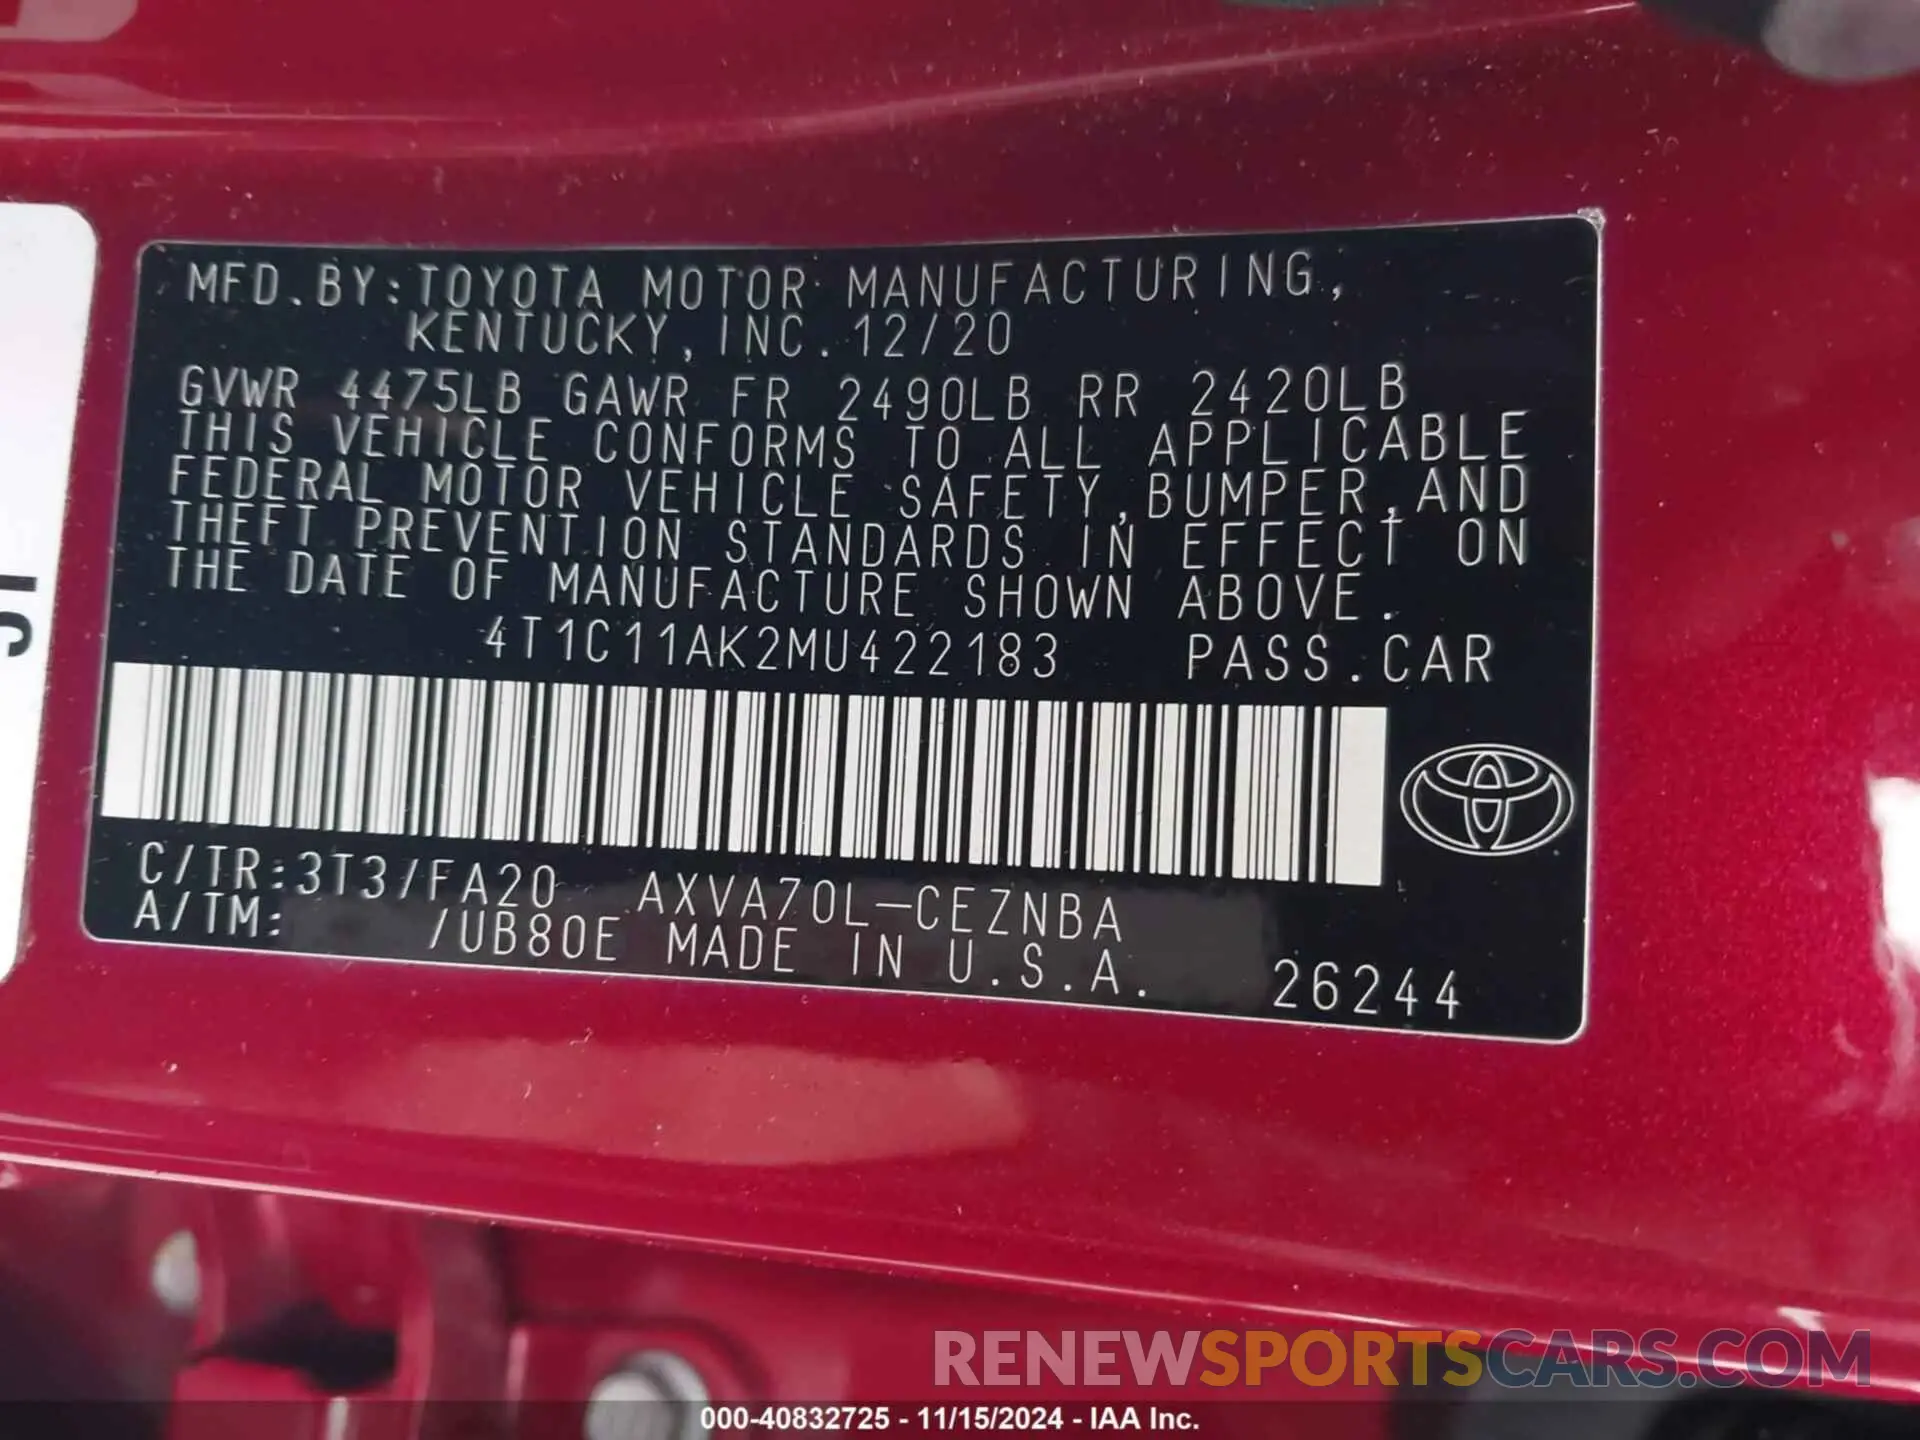 MFD.BY:TOYOTA MOTOR MANUFACTURING,
KENTUCKY, INC. 12/20
GVWR 4475LB GAWR FR 2490LB RR 2420LB
THIS VEHICLE CONFORMS TO ALL APPLICABLE
FEDERAL MOTOR VEHICLE SAFETY, BUMPER, AND
THEFT PREVENTION STANDARDS IN EFFECT ON
THE DATE OF MANUFACTURE SHOWN ABOVE.
4T1C11AK2MU422183 PASS.CAR
C/TR:3T3/FA20 AXVA70L-CEZNBA
A/TM: /UB80E MADE IN U.S.A. 26244
RENEWSPORTSCARS.COM
000-40832725 - 11/15/2024 - IAA Inc.